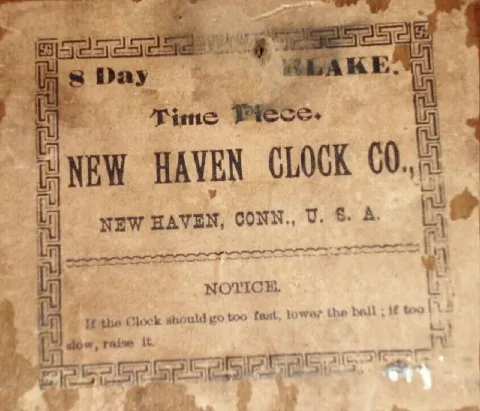 8 Day BLAKE.
Time Piece.
NEW HAVEN CLOCK CO.,
NEW HAVEN, CONN., U. S. A.
NOTICE.
If the Clock should go too fast, lower the ball ; if too
slow, raise it.